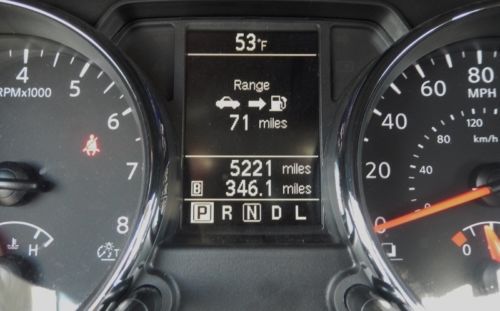 53°F
Range
71 miles
5221 miles
B 346.1 miles
P R N D L
4
5
6
7
8
RPMx1000
H
T
0
20
40
60
80
MPH
0
40
80
120
km/h
0